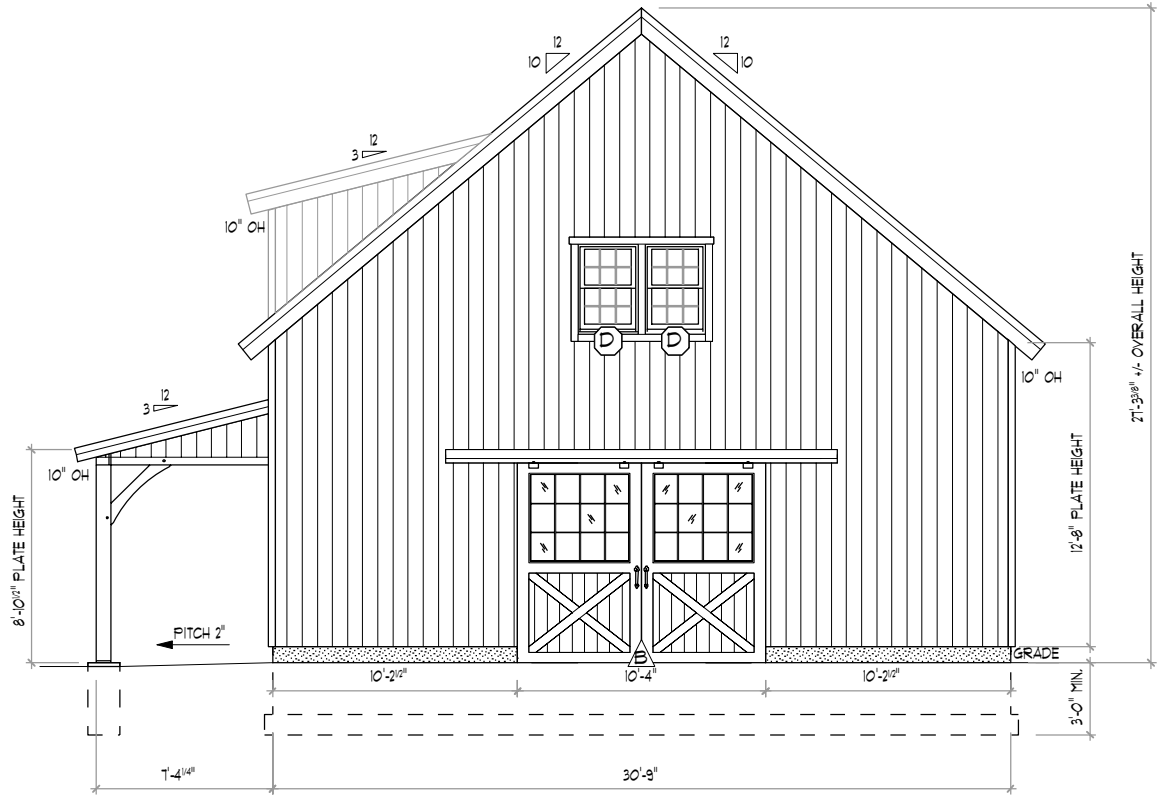 12
10
12
10
12
3
10" OH
27'-3 3/8" +/- OVERALL HEIGHT
D D
10" OH
12
3
10" OH
12'-8" PLATE HEIGHT
8'-10 1/2" PLATE HEIGHT
PITCH 2"
B
GRADE
10'-2 1/2"
10'-4"
10'-2 1/2"
3'-0" MIN.
7'-4 1/4"
30'-9"